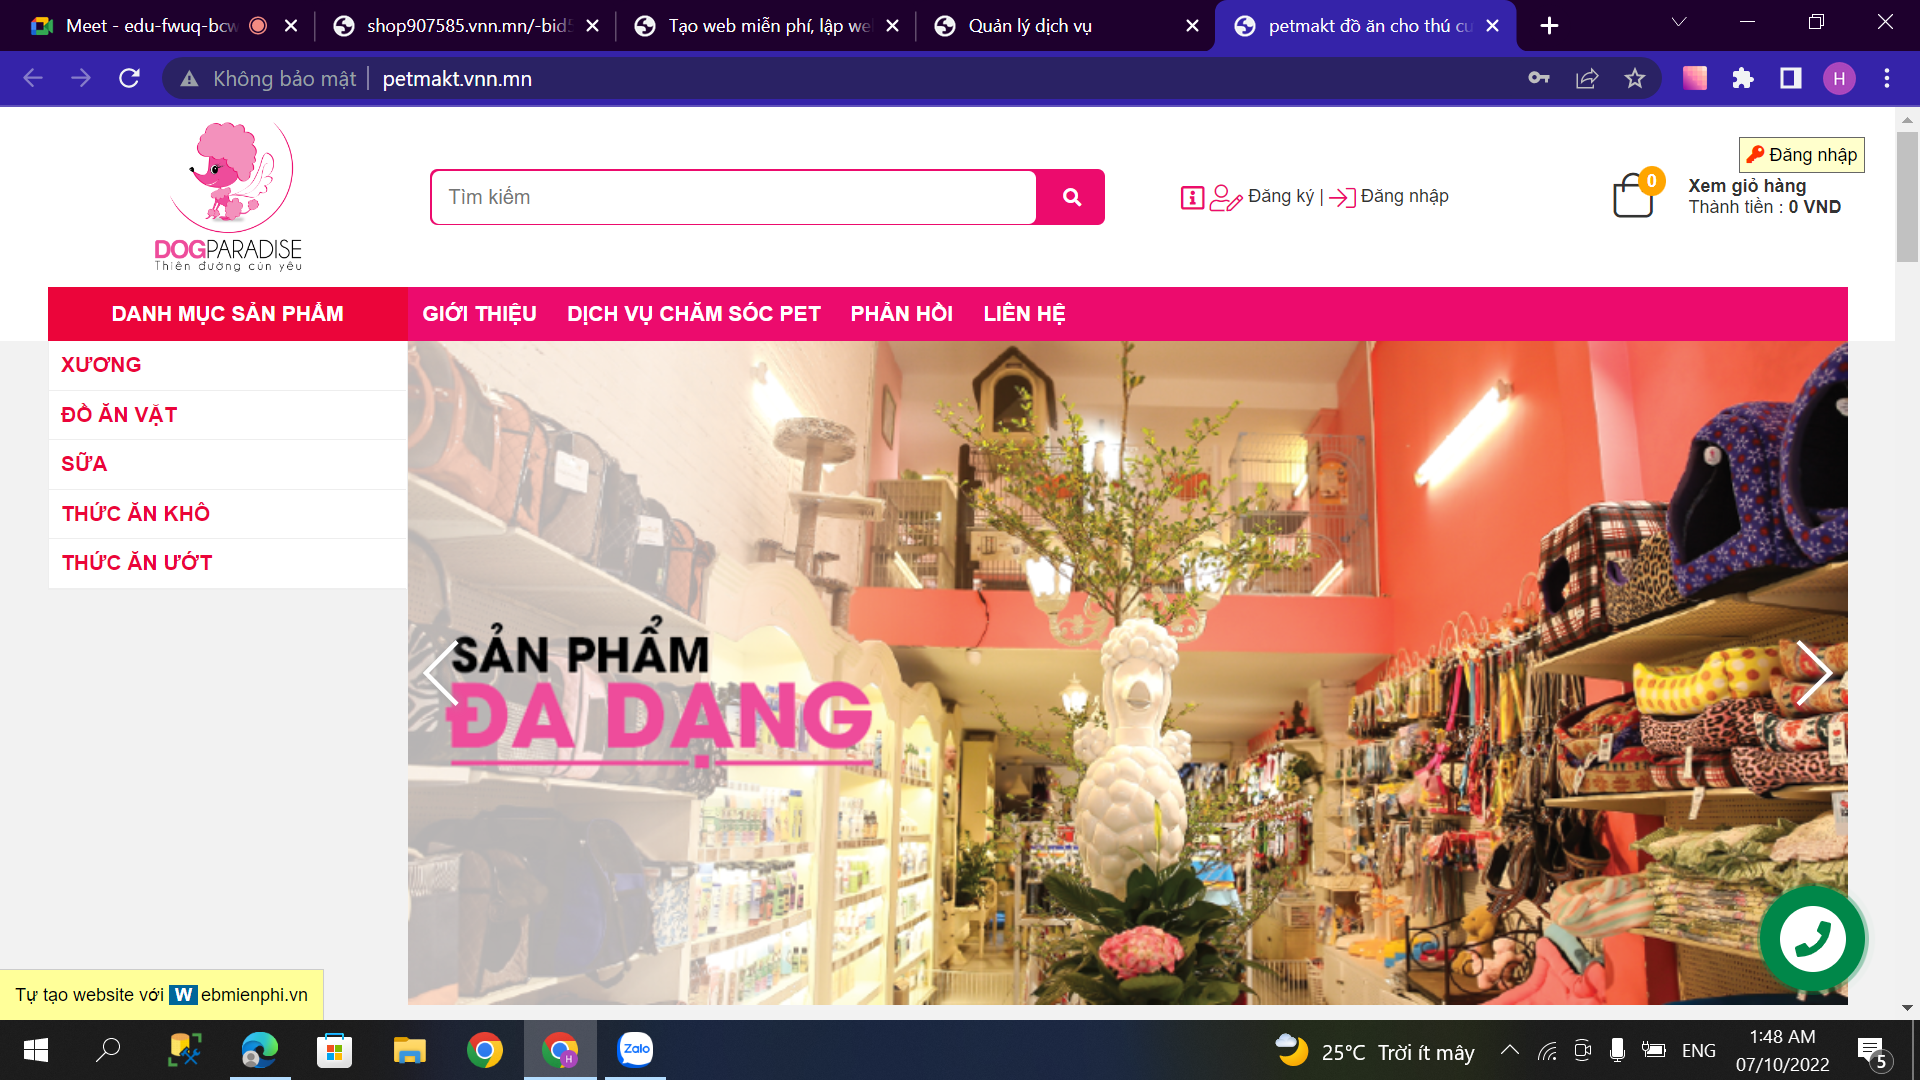 Meet - edu-fwuq-bcw
shop907585.vnn.mn/-bid5
Tạo web miễn phí, lập we
Quản lý dịch vụ
petmakt đồ ăn cho thú cu
Không bảo mật
petmakt.vnn.mn
H
DOGPARADISE
Thiên đường cún yêu
Tìm kiếm
Đăng ký | Đăng nhập
Đăng nhập
0
Xem giỏ hàng
Thành tiền : 0 VND
DANH MỤC SẢN PHẨM
GIỚI THIỆU
DỊCH VỤ CHĂM SÓC PET
PHẢN HỒI
LIÊN HỆ
XƯƠNG
ĐỒ ĂN VẶT
SỮA
THỨC ĂN KHÔ
THỨC ĂN ƯỚT
SẢN PHẨM
ĐA DẠNG
Tự tạo website với Webmienphi.vn
H
Zalo
25°C Trời ít mây
ENG
1:48 AM
07/10/2022
5